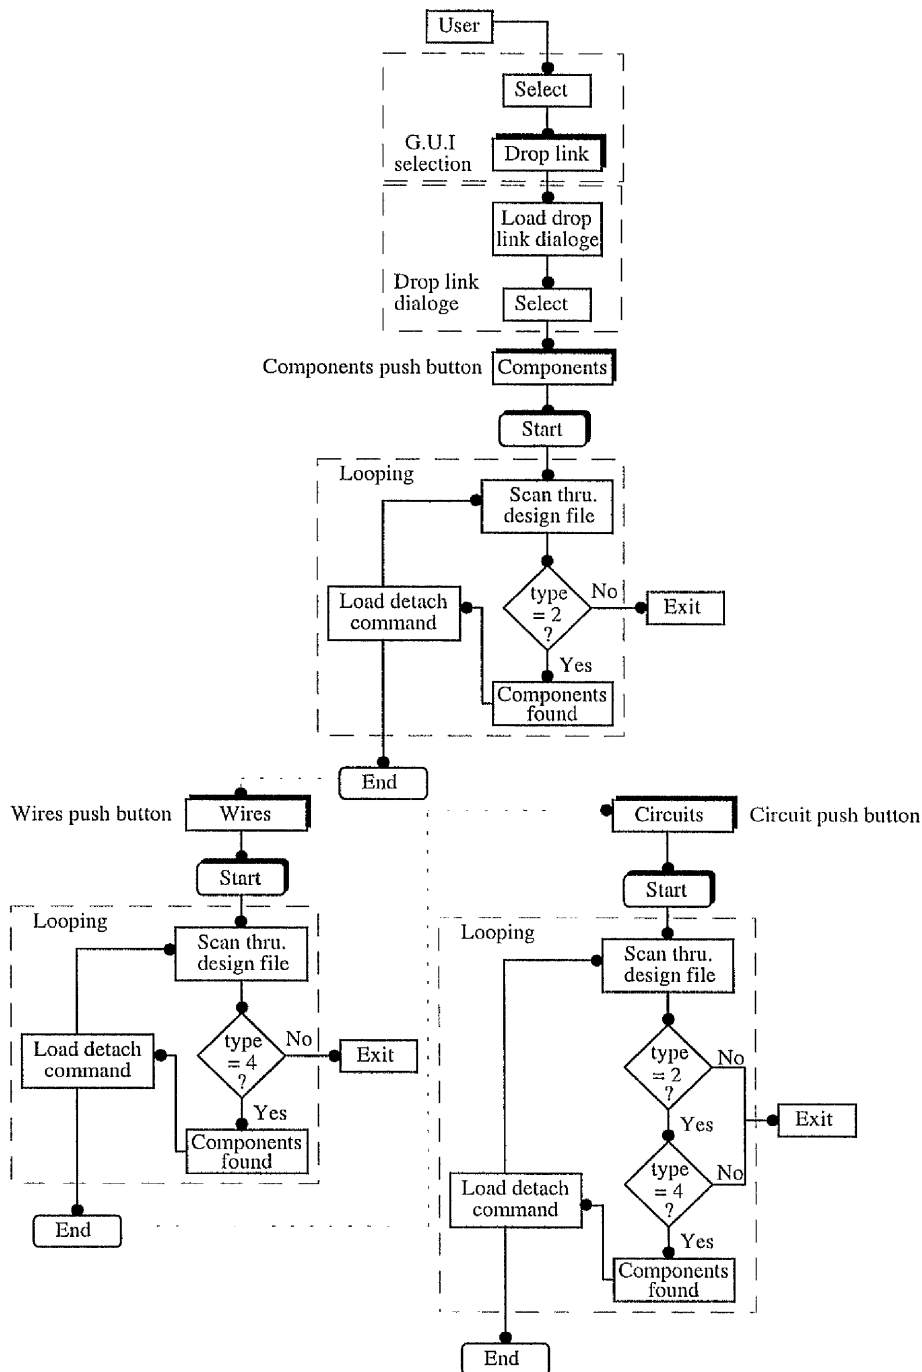 User
Select
G.U.I
selection
Drop link
Load drop
link dialoge
Drop link
dialoge
Select
Components push button
Components
Start
Looping
Scan thru.
design file
type
= 2
?
No
Exit
Load detach
command
Yes
Components
found
End
Wires push button
Wires
Start
Looping
Scan thru.
design file
type
= 4
?
No
Exit
Load detach
command
Yes
Components
found
End
Circuits
Circuit push button
Start
Looping
Scan thru.
design file
type
= 2
?
No
Yes
Exit
type
= 4
?
No
Load detach
command
Yes
Components
found
End